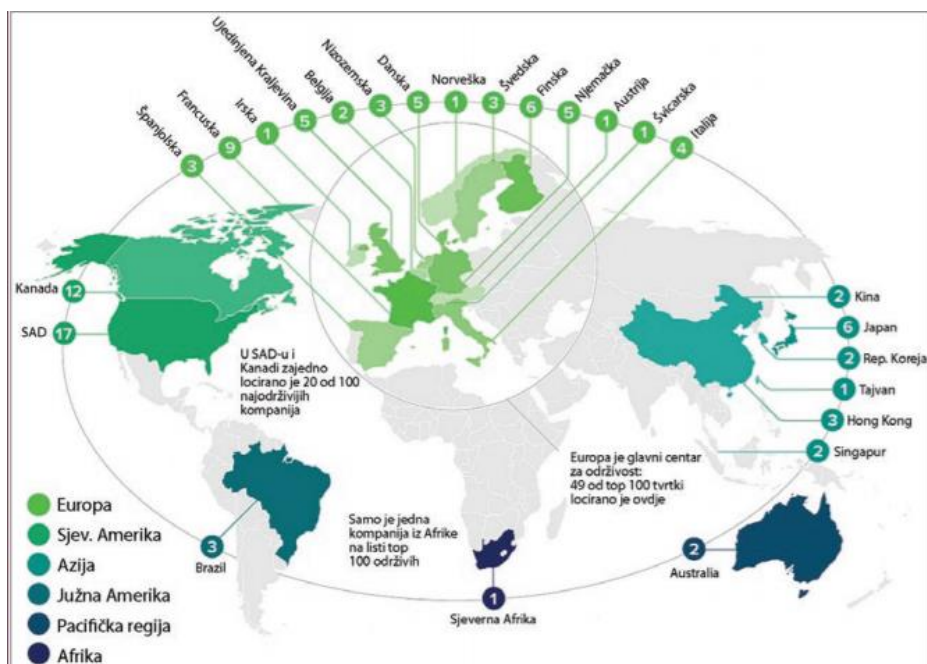 Španjolska
3
Francuska
9
Irska
1
Ujedinjena Kraljevina
5
Belgija
2
Nizozemska
3
Danska
5
Norveška
1
Švedska
3
Finska
6
Njemačka
5
Austrija
1
Švicarska
1
Italija
4
Kanada
12
SAD
17
U SAD-u i
Kanadi zajedno
locirano je 20 od 100
najodrživijih
kompanija
2
Kina
6
Japan
2
Rep. Koreja
1
Tajvan
3
Hong Kong
2
Singapur
Europa je glavni centar
za održivost:
49 od top 100 tvrtki
locirano je ovdje
Samo je jedna
kompanija iz Afrike
na listi top
100 održivih
3
Brazil
1
Sjeverna Afrika
2
Australia
Europa
Sjev. Amerika
Azija
Južna Amerika
Pacifička regija
Afrika